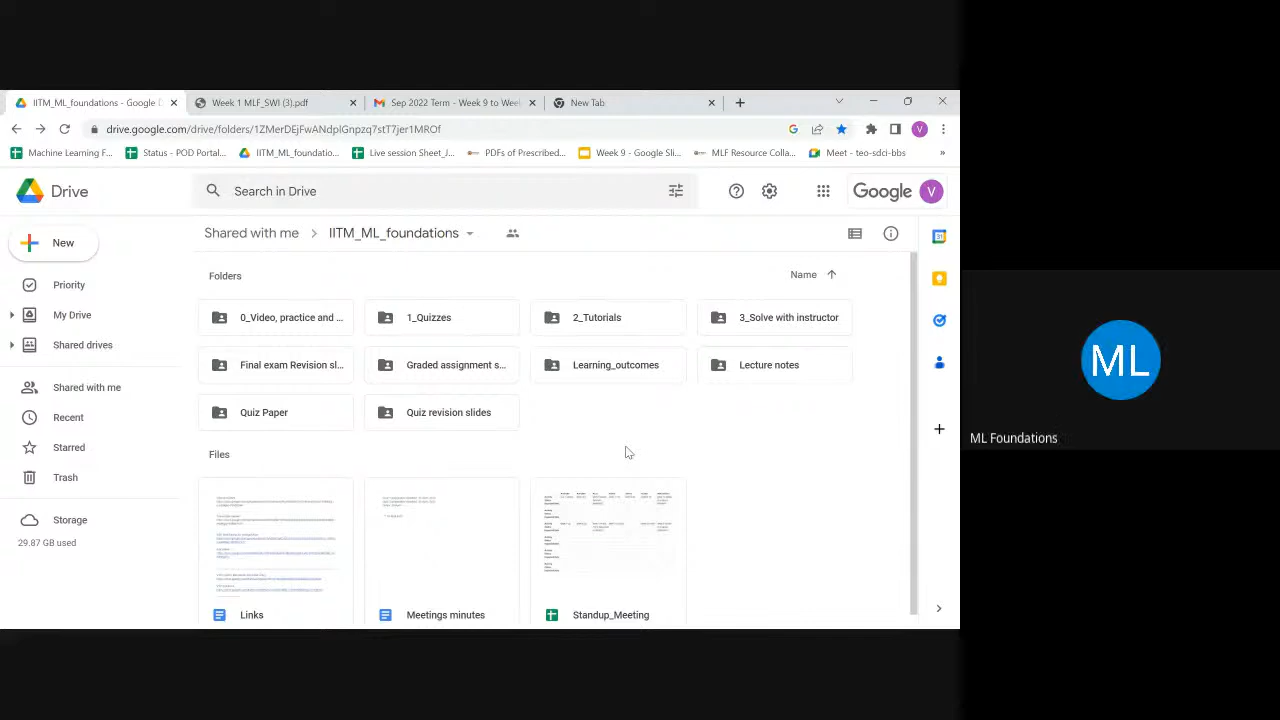 IITM_ML_foundations - Google D
Week 1 MLF_SWI (3).pdf
Sep 2022 Term - Week 9 to Wee
New Tab
drive.google.com/drive/folders/1ZMerDEjFwANdpIGnpzq7stT7jer1MROf
V
Machine Learning F...
Status - POD Portal...
IITM_ML_foundatio...
Live session Sheet_J...
PDFs of Prescribed...
Week 9 - Google Sli...
MLF Resource Colla...
Meet - teo-sdci-bbs
»
Drive
Search in Drive
Google
V
New
Shared with me > IITM_ML_foundations
Priority
My Drive
Shared drives
Shared with me
Recent
Starred
Trash
Storage
29.87 GB used
Folders
Name
0_Video, practice and ...
1_Quizzes
2_Tutorials
3_Solve with instructor
Final exam Revision sl...
Graded assignment s...
Learning_outcomes
Lecture notes
Quiz Paper
Quiz revision slides
Files
Links
Meetings minutes
Standup_Meeting
31
ML
ML Foundations